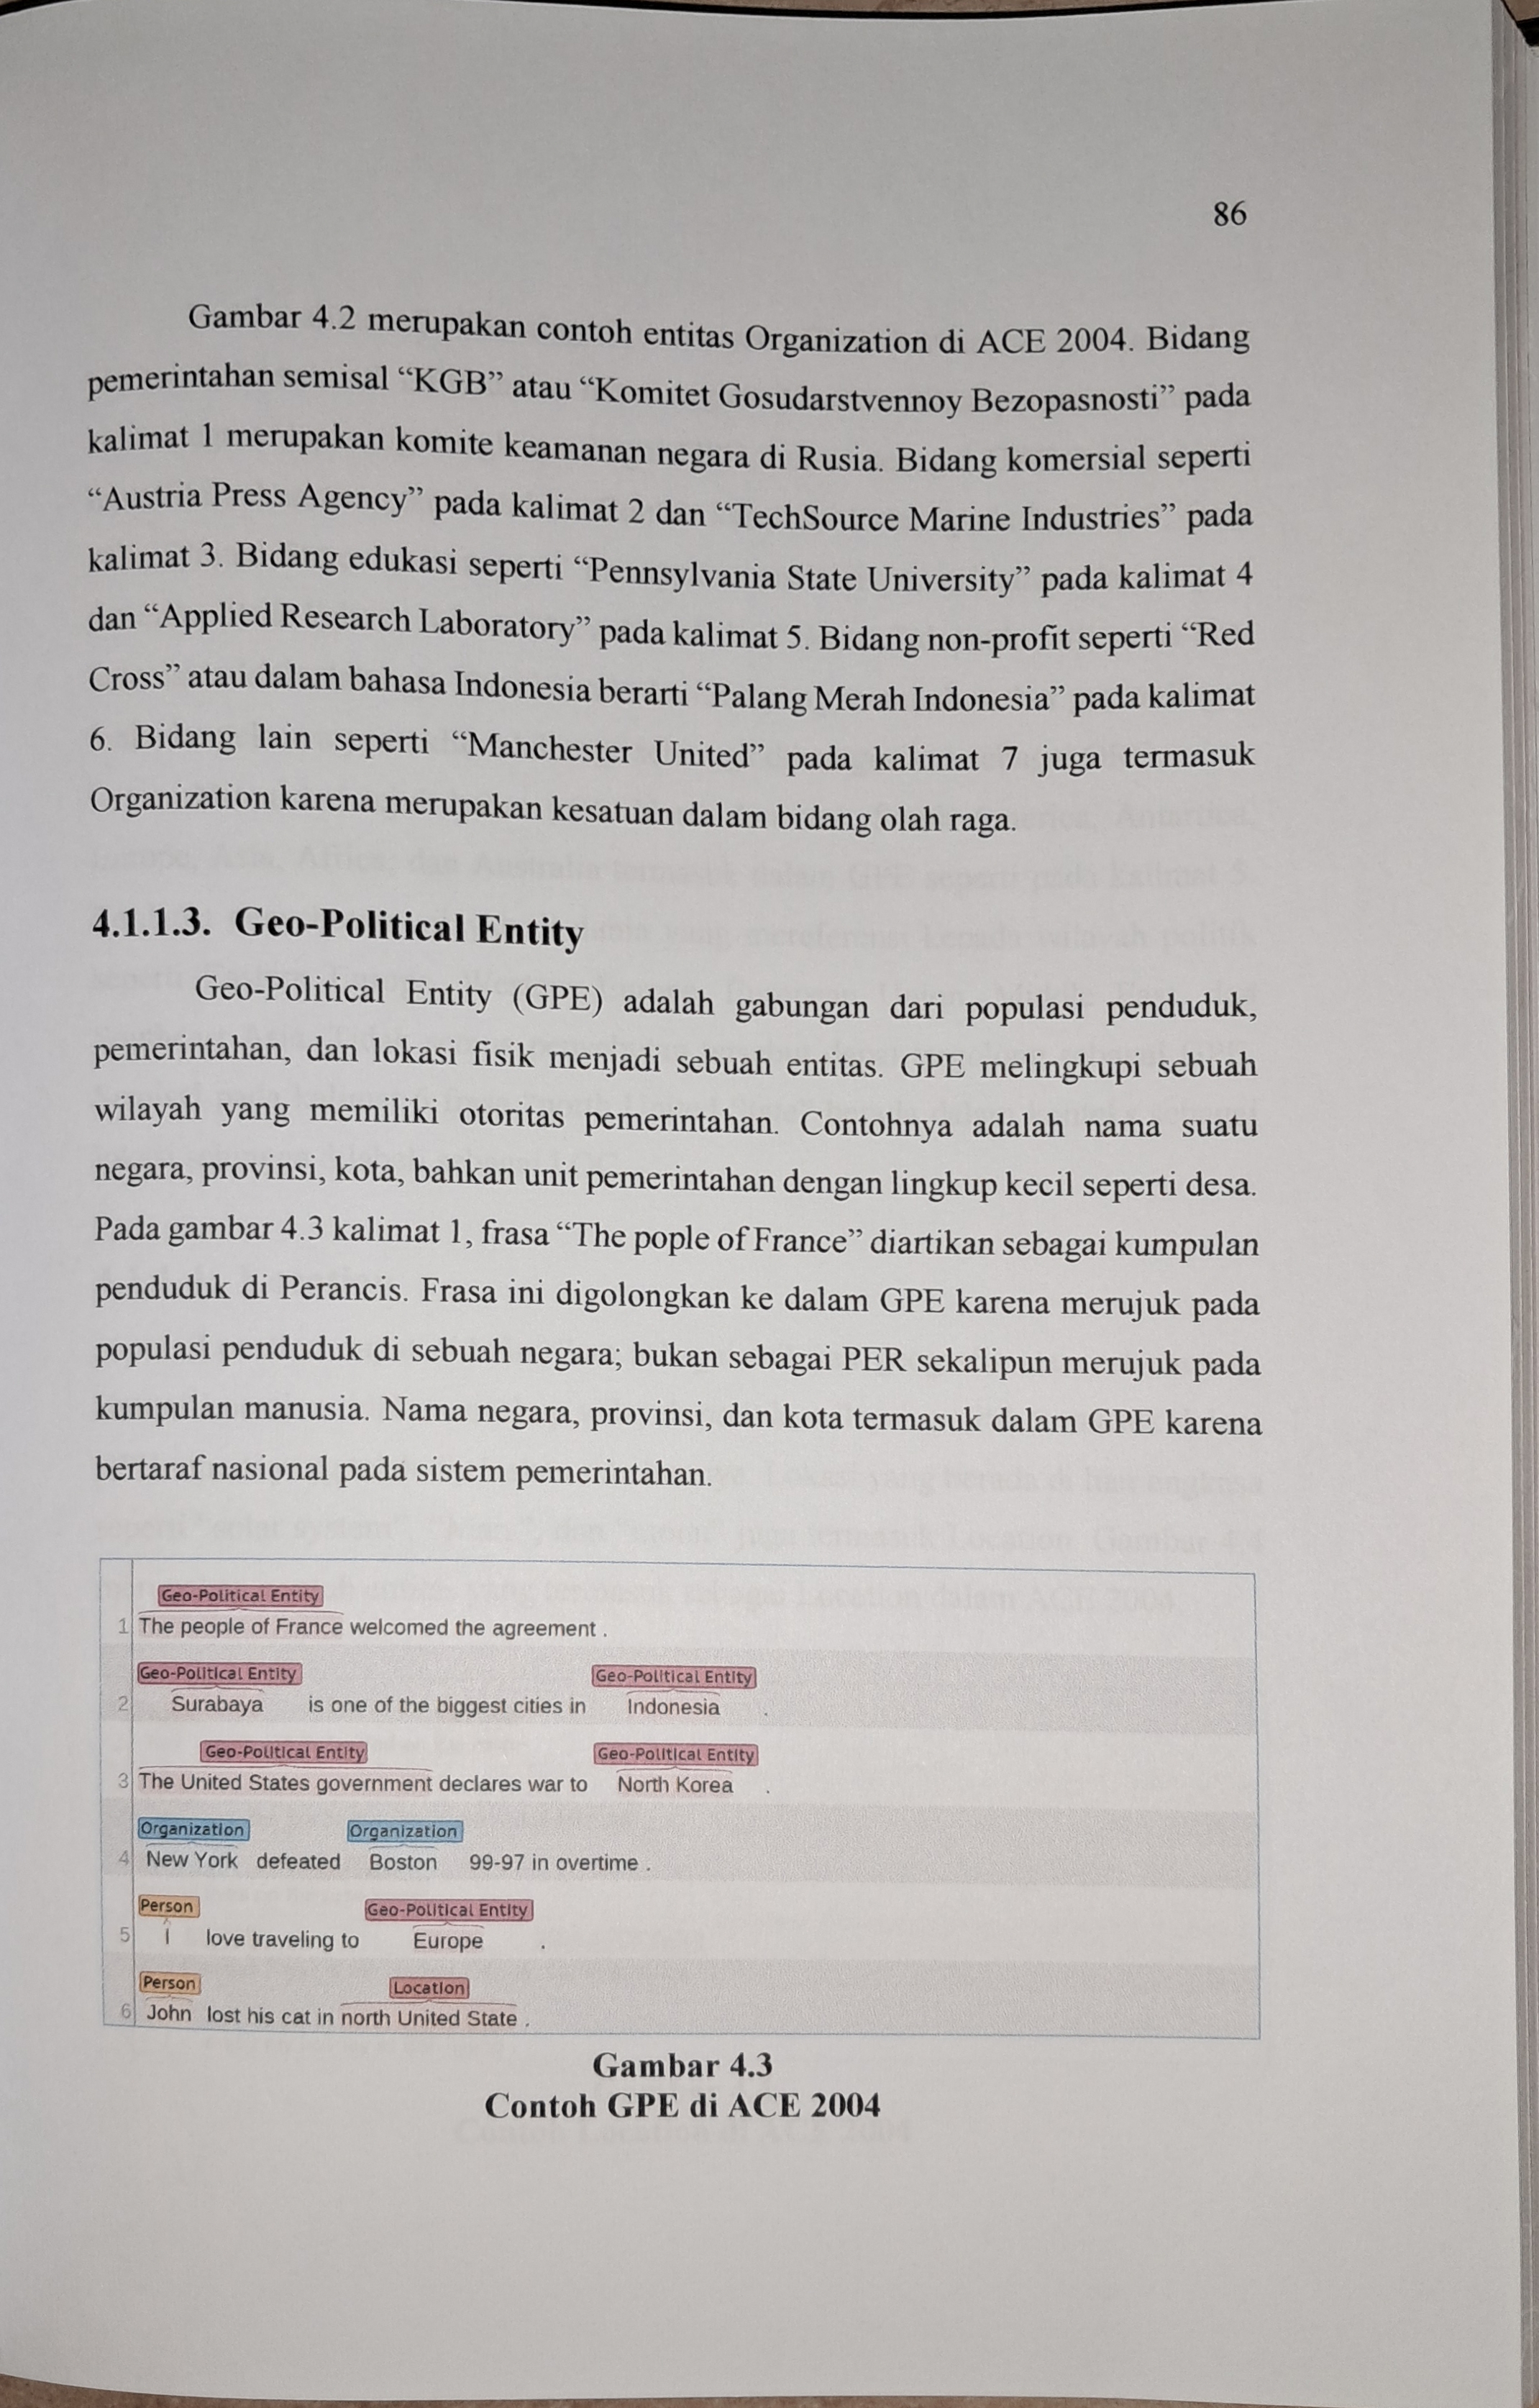 86
Gambar 4.2 merupakan contoh entitas Organization di ACE 2004. Bidang
pemerintahan semisal “KGB” atau “Komitet Gosudarstvennoy Bezopasnosti” pada
kalimat 1 merupakan komite keamanan negara di Rusia. Bidang komersial seperti
“Austria Press Agency” pada kalimat 2 dan “TechSource Marine Industries” pada
kalimat 3. Bidang edukasi seperti “Pennsylvania State University” pada kalimat 4
dan “Applied Research Laboratory” pada kalimat 5. Bidang non-profit seperti “Red
Cross” atau dalam bahasa Indonesia berarti “Palang Merah Indonesia” pada kalimat
6. Bidang lain seperti “Manchester United” pada kalimat 7 juga termasuk
Organization karena merupakan kesatuan dalam bidang olah raga.
4.1.1.3. Geo-Political Entity
Geo-Political Entity (GPE) adalah gabungan dari populasi penduduk,
pemerintahan, dan lokasi fisik menjadi sebuah entitas. GPE melingkupi sebuah
wilayah yang memiliki otoritas pemerintahan. Contohnya adalah nama suatu
negara, provinsi, kota, bahkan unit pemerintahan dengan lingkup kecil seperti desa.
Pada gambar 4.3 kalimat 1, frasa “The pople of France” diartikan sebagai kumpulan
penduduk di Perancis. Frasa ini digolongkan ke dalam GPE karena merujuk pada
populasi penduduk di sebuah negara; bukan sebagai PER sekalipun merujuk pada
kumpulan manusia. Nama negara, provinsi, dan kota termasuk dalam GPE karena
bertaraf nasional pada sistem pemerintahan.
Geo-Political Entity
1 The people of France welcomed the agreement .
Geo-Political Entity Geo-Political Entity
2 Surabaya is one of the biggest cities in Indonesia .
Geo-Political Entity Geo-Political Entity
3 The United States government declares war to North Korea .
Organization Organization
4 New York defeated Boston 99-97 in overtime .
Person Geo-Political Entity
5 I love traveling to Europe .
Person Location
6 John lost his cat in north United State .
Gambar 4.3
Contoh GPE di ACE 2004